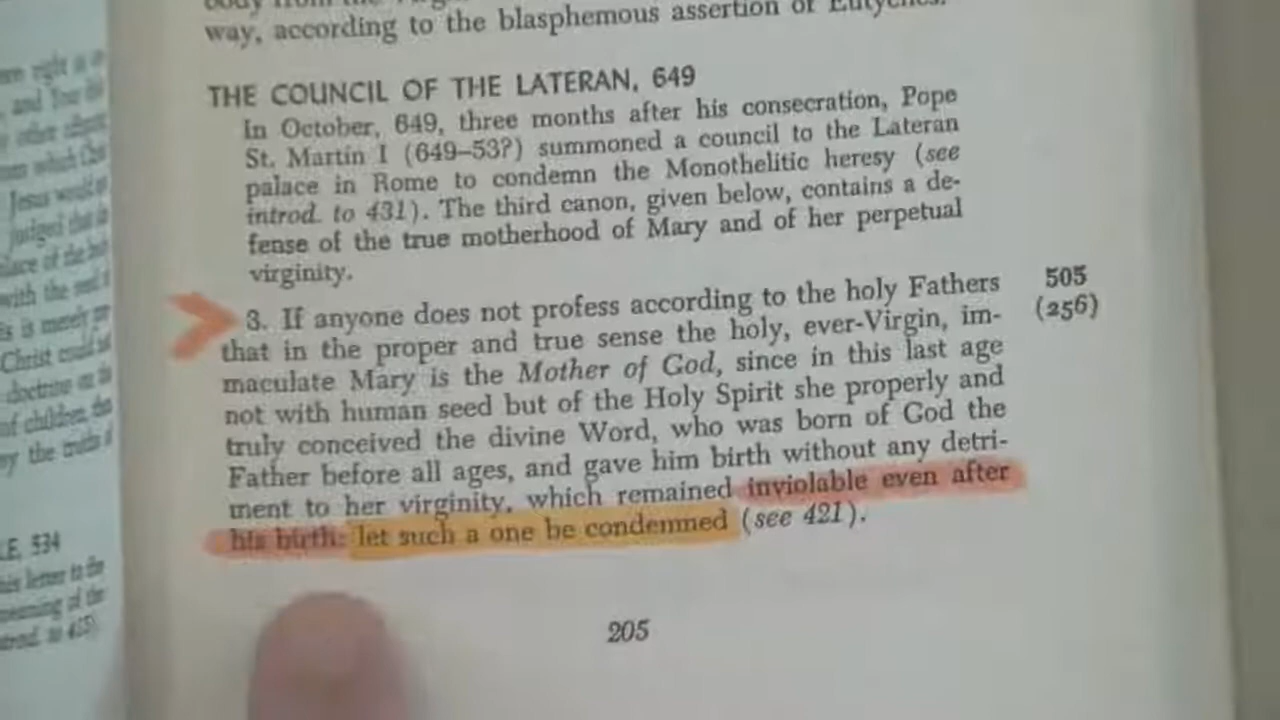 way, according to the blasphemous assertion of Eutyches.
THE COUNCIL OF THE LATERAN, 649
In October, 649, three months after his consecration, Pope
St. Martin I (649–53?) summoned a council to the Lateran
palace in Rome to condemn the Monothelitic heresy (see
introd. to 431). The third canon, given below, contains a de-
fense of the true motherhood of Mary and of her perpetual
virginity.
3. If anyone does not profess according to the holy Fathers
that in the proper and true sense the holy, ever-Virgin, im-
maculate Mary is the Mother of God, since in this last age
not with human seed but of the Holy Spirit she properly and
truly conceived the divine Word, who was born of God the
Father before all ages, and gave him birth without any detri-
ment to her virginity, which remained inviolable even after
his birth: let such a one be condemned (see 421).
505
(256)
205